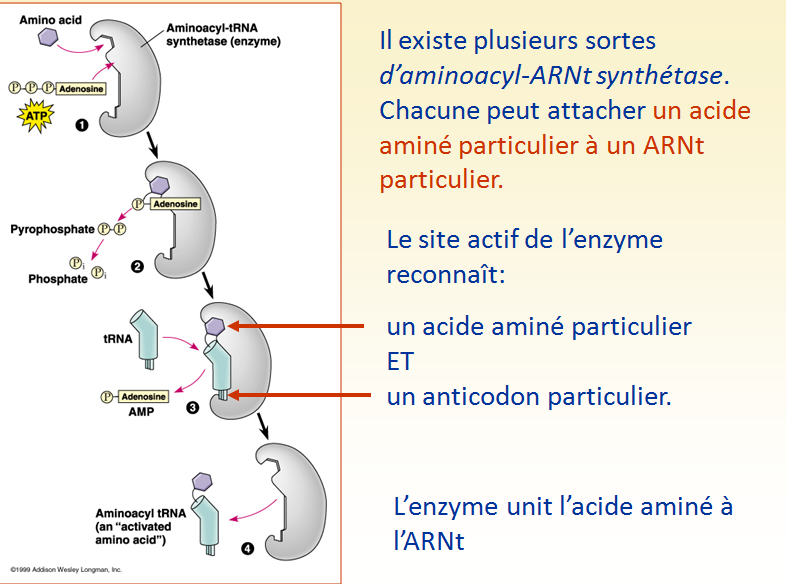 Amino acid
Aminoacyl-tRNA
synthetase (enzyme)
P P P Adenosine
ATP
1
P Adenosine
Pyrophosphate P P
P i
P i
Phosphate
2
tRNA
P Adenosine
AMP
3
Aminoacyl tRNA
(an “activated
amino acid”)
4
©1999 Addison Wesley Longman, Inc.
Il existe plusieurs sortes
d’aminoacyl-ARNt synthétase.
Chacune peut attacher un acide
aminé particulier à un ARNt
particulier.
Le site actif de l’enzyme
reconnaît:
un acide aminé particulier
ET
un anticodon particulier.
L’enzyme unit l’acide aminé à
l’ARNt